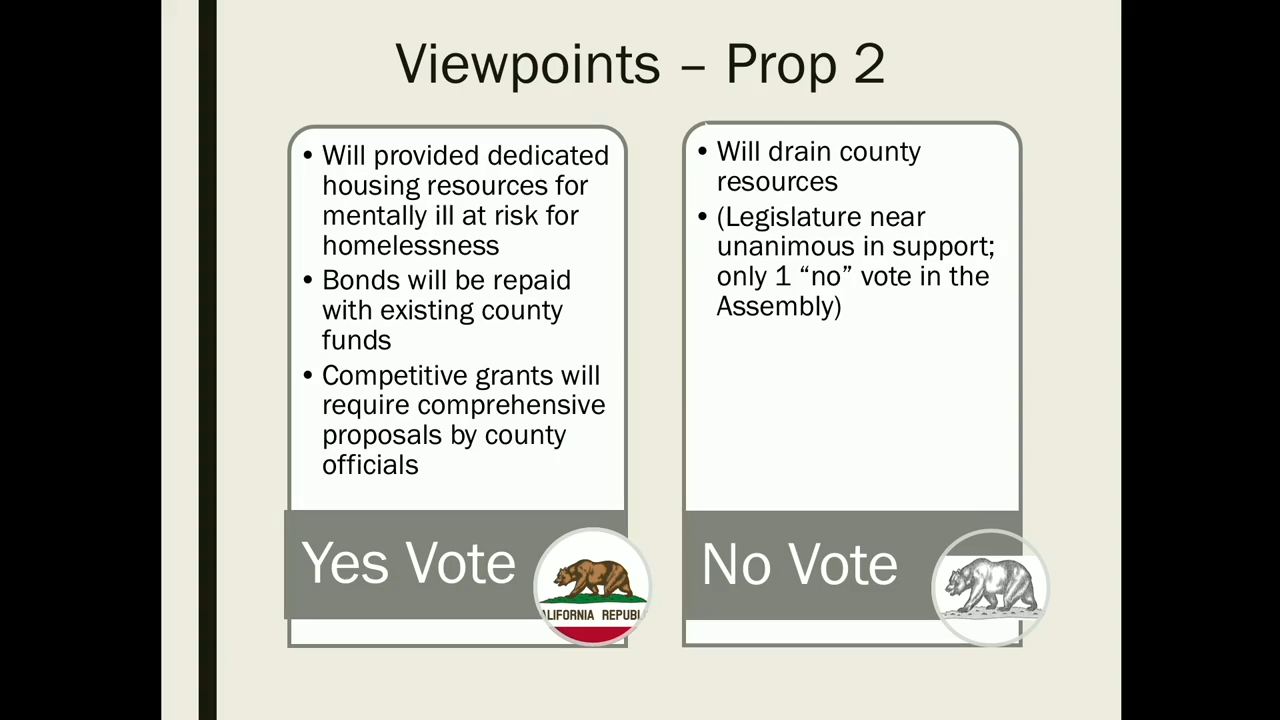 Viewpoints – Prop 2
• Will provided dedicated
housing resources for
mentally ill at risk for
homelessness
• Bonds will be repaid
with existing county
funds
• Competitive grants will
require comprehensive
proposals by county
officials
Yes Vote
ALIFORNIA REPUBL
• Will drain county
resources
• (Legislature near
unanimous in support;
only 1 “no” vote in the
Assembly)
No Vote